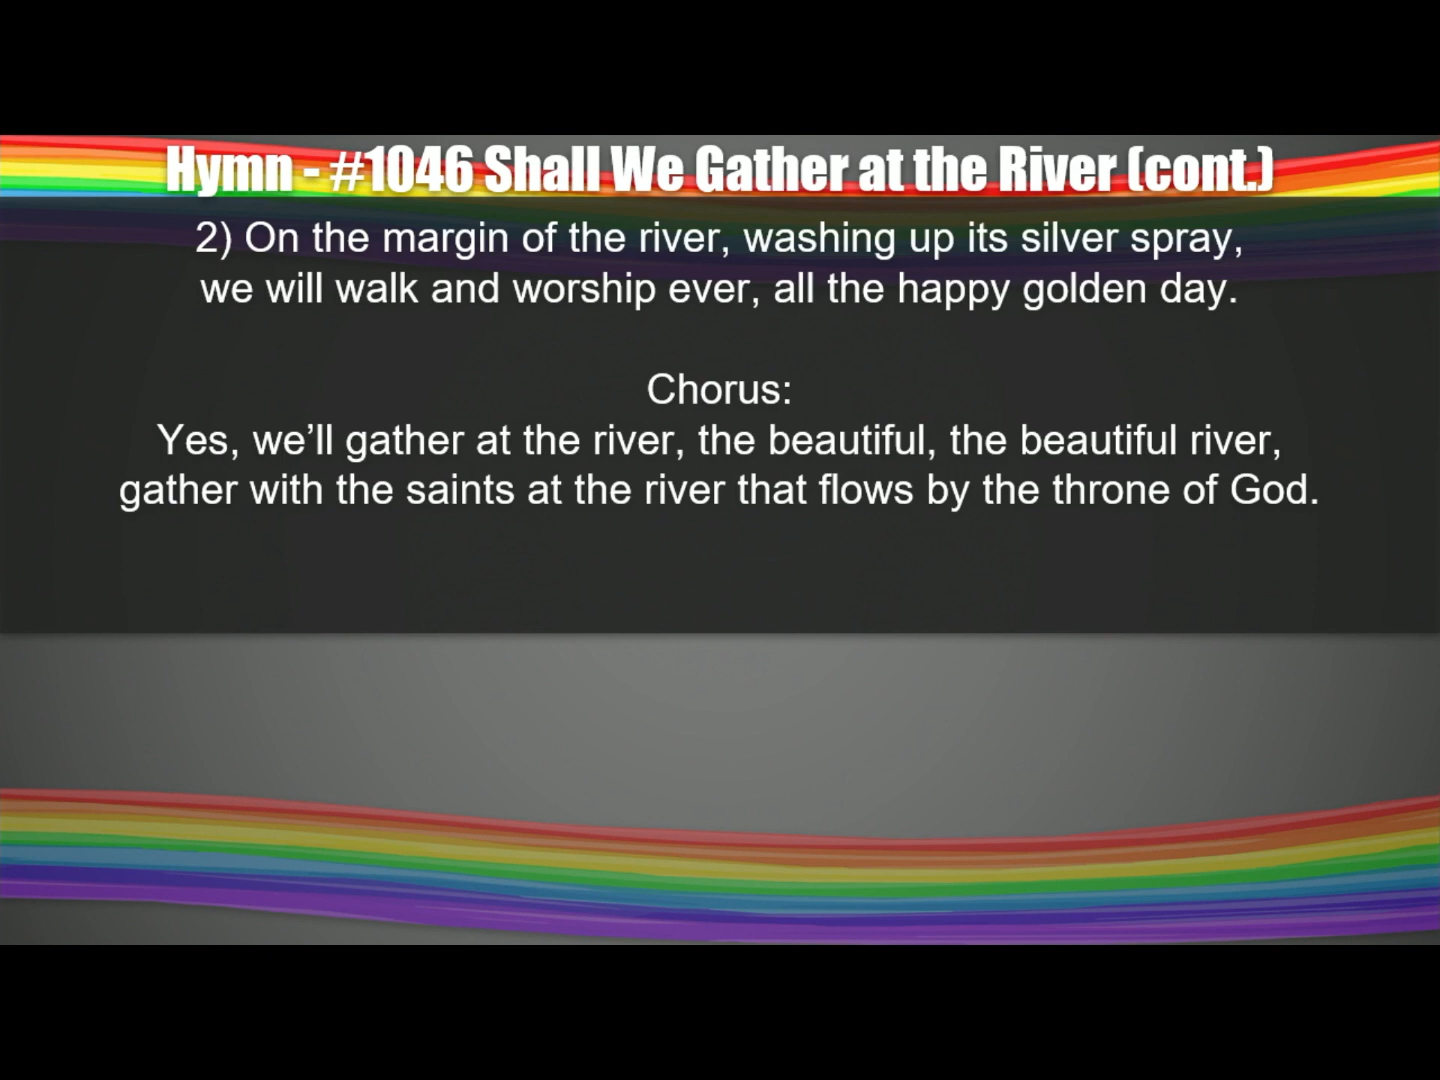 Hymn - #1046 Shall We Gather at the River (cont.)
2) On the margin of the river, washing up its silver spray,
we will walk and worship ever, all the happy golden day.
Chorus:
Yes, we’ll gather at the river, the beautiful, the beautiful river,
gather with the saints at the river that flows by the throne of God.